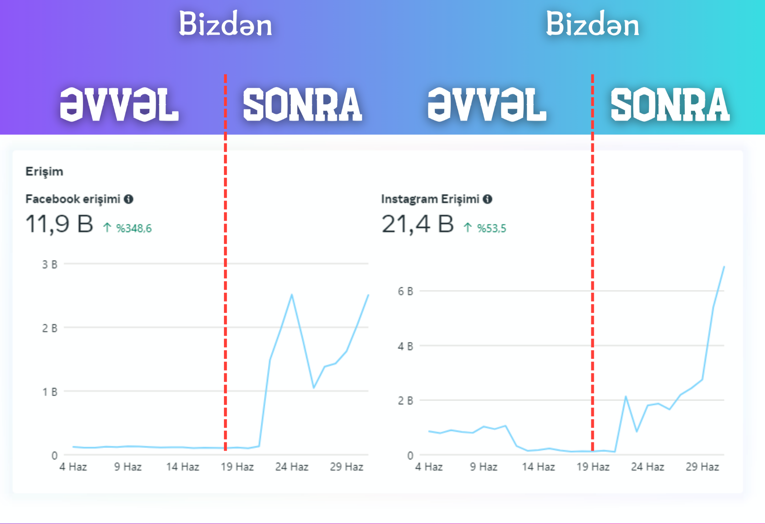 Bizdən Bizdən
ƏVVƏL SONRA ƏVVƏL SONRA
Erişim
Facebook erişimi Instagram Erişimi
11,9 B ↑ %348,6 21,4 B ↑ %53,5
3 B
2 B
1 B
0
4 Haz 9 Haz 14 Haz 19 Haz 24 Haz 29 Haz
6 B
4 B
2 B
0
4 Haz 9 Haz 14 Haz 19 Haz 24 Haz 29 Haz